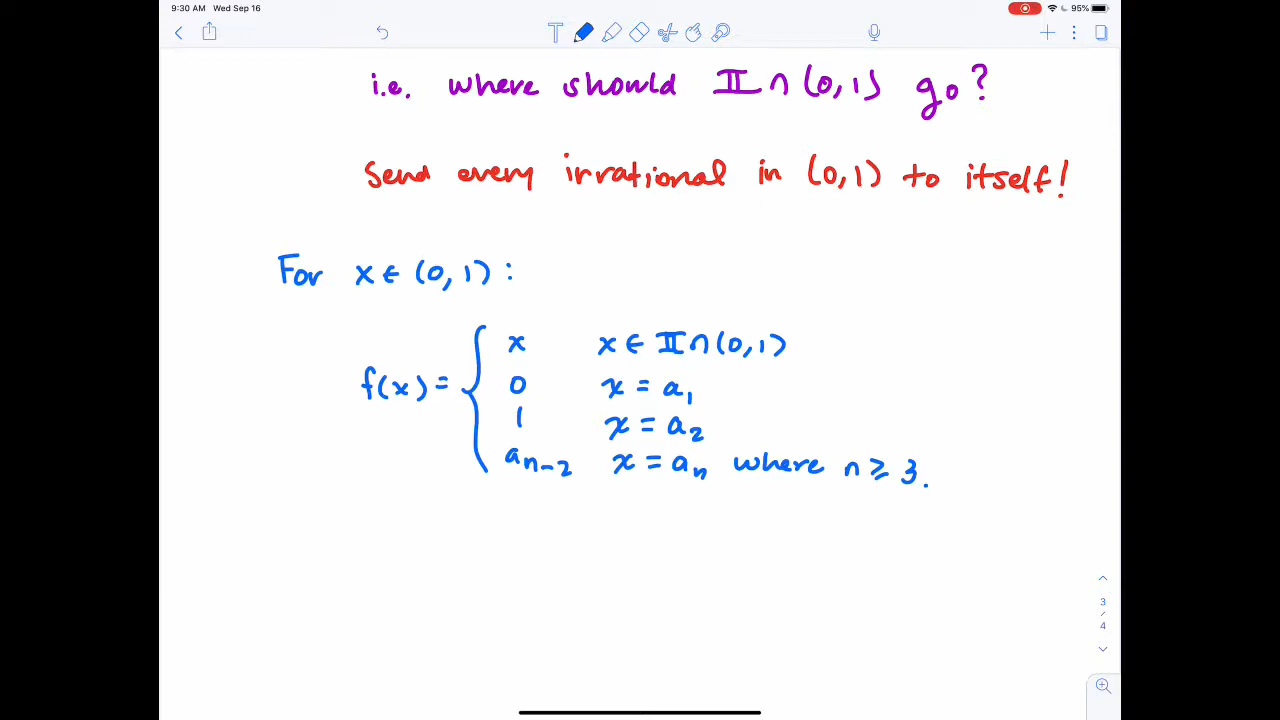 9:30 AM Wed Sep 16
95%
i.e. where should 𝕀∩(0,1) go?
Send every irrational in (0,1) to itself!
For x ∈ (0,1) :
x x ∈ 𝕀∩(0,1)
f(x) = { 0 x = a₁
1 x = a₂
aₙ₋₂ x = aₙ where n ≥ 3.
3
/
4